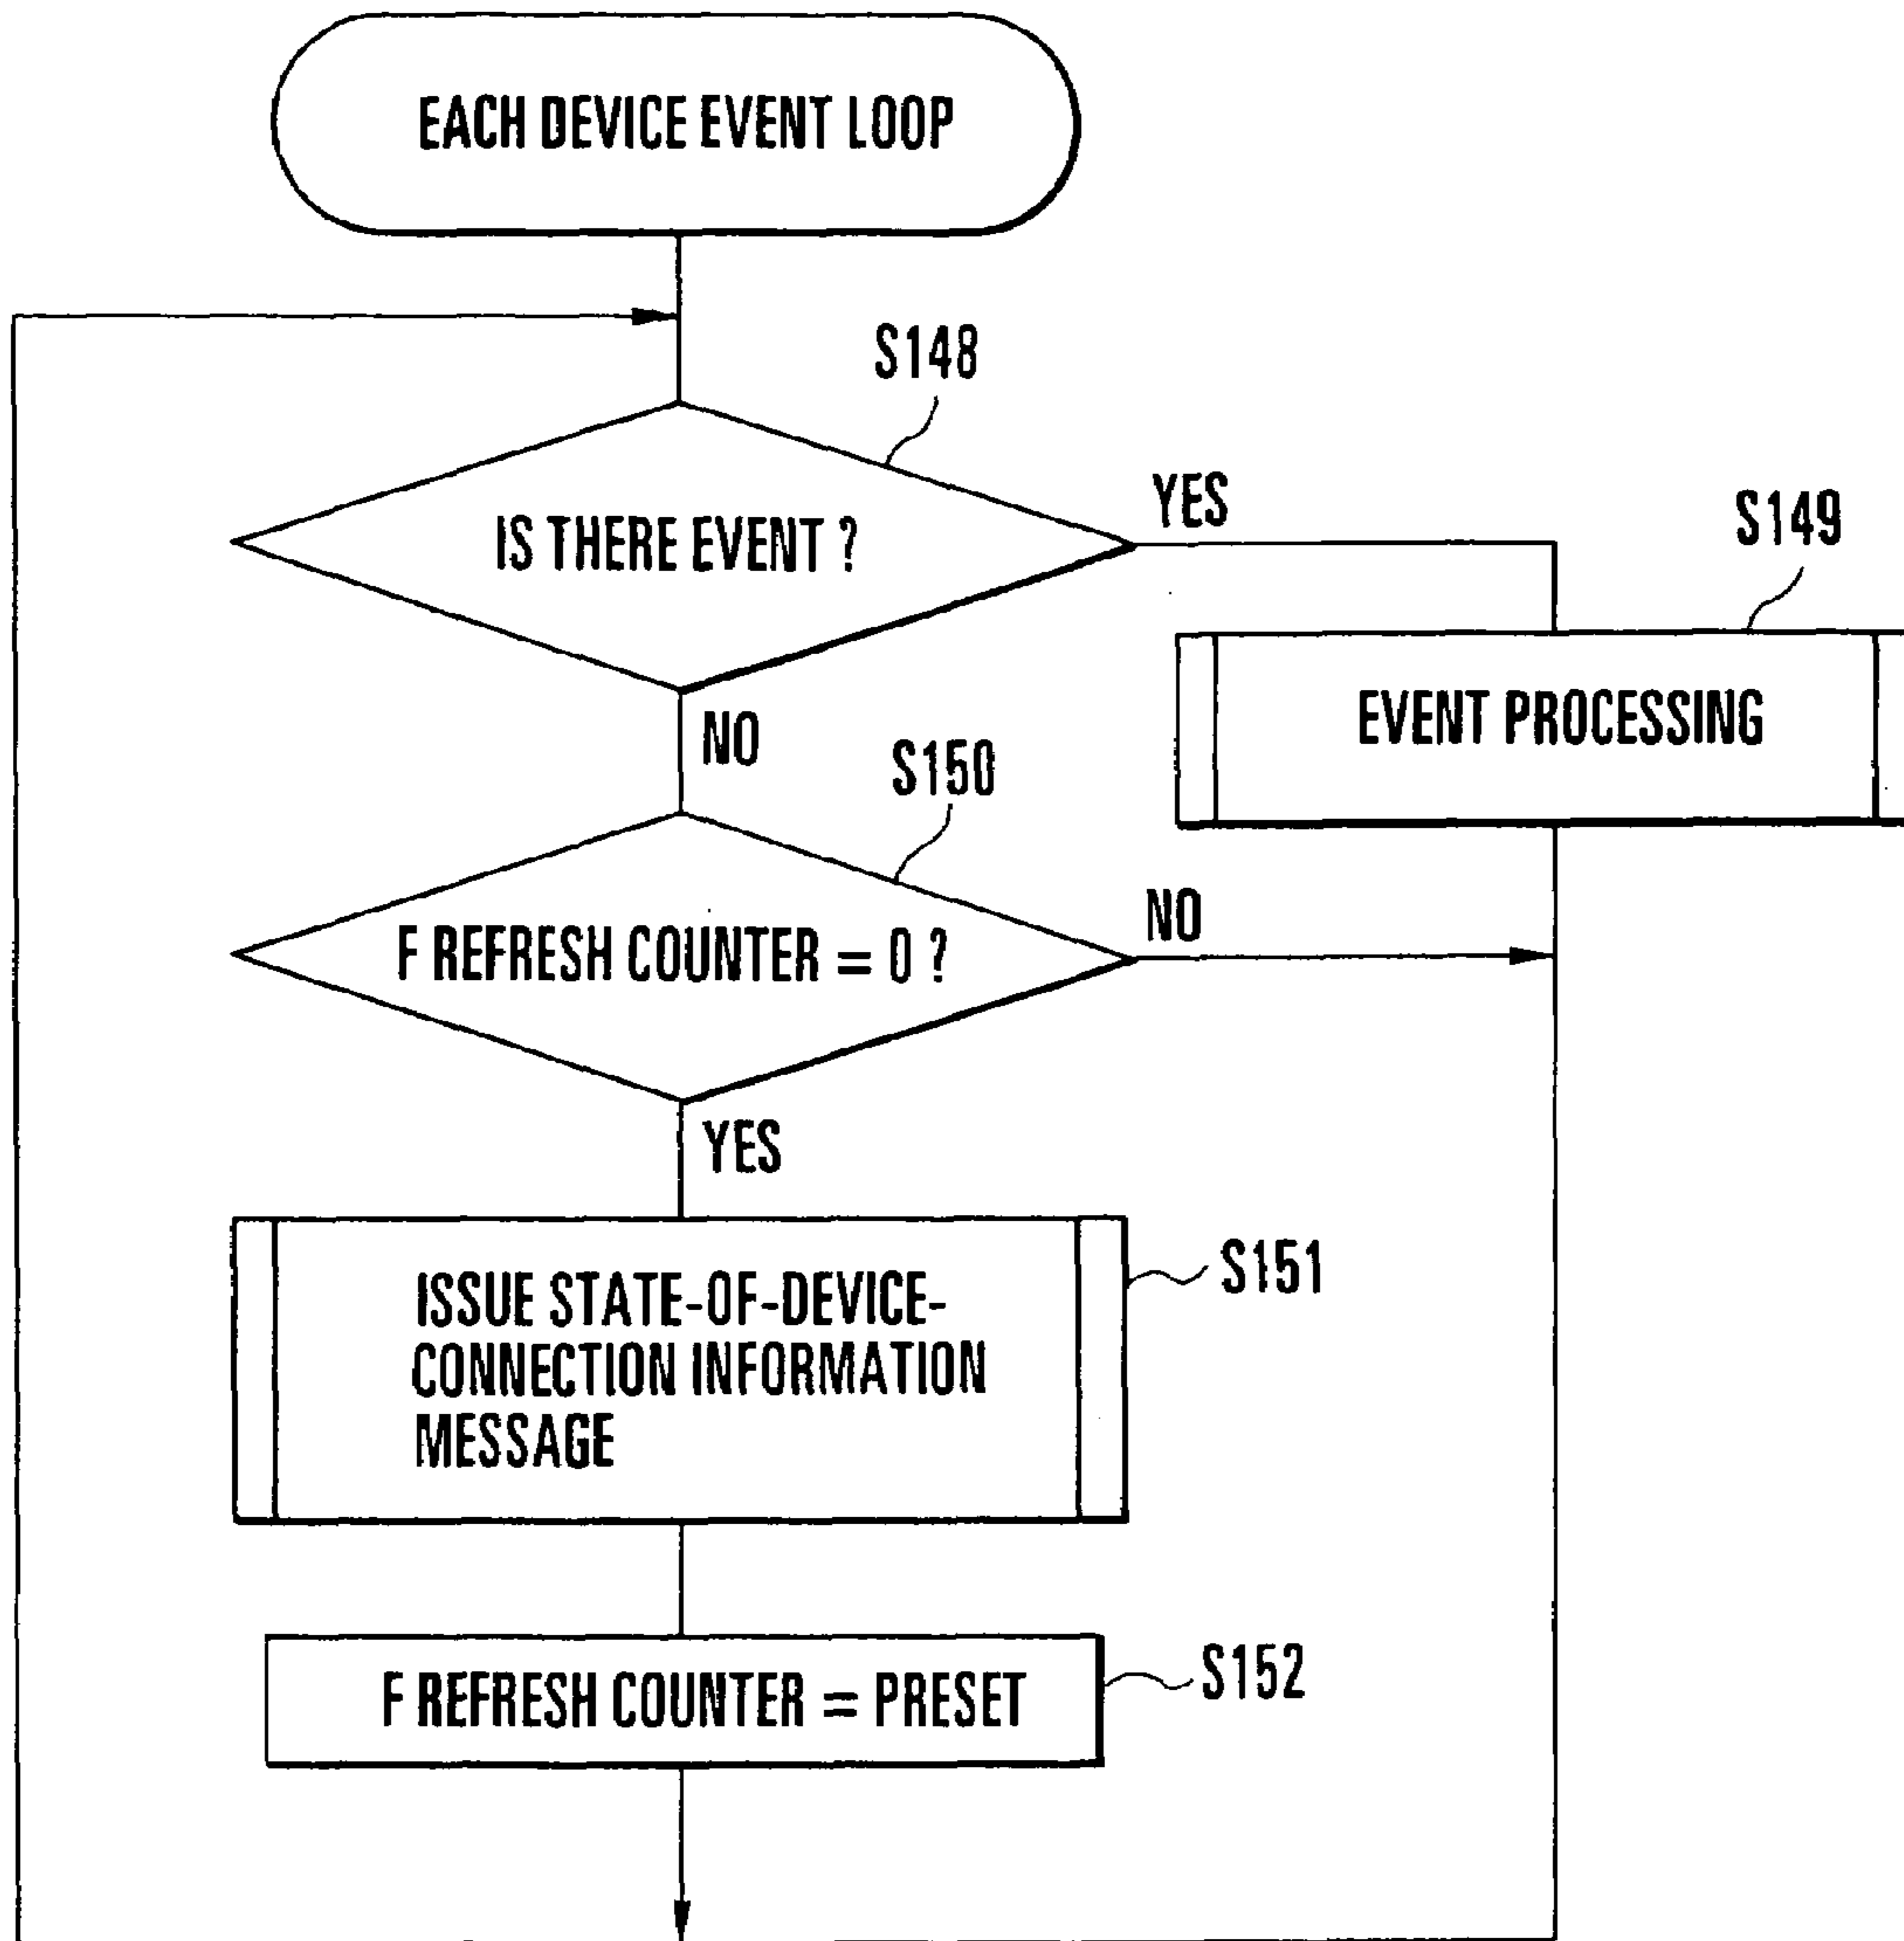 EACH DEVICE EVENT LOOP
S148
IS THERE EVENT ?
YES
S149
EVENT PROCESSING
NO
S150
F REFRESH COUNTER = 0 ?
NO
YES
ISSUE STATE-OF-DEVICE-
CONNECTION INFORMATION
MESSAGE
S151
F REFRESH COUNTER = PRESET
S152